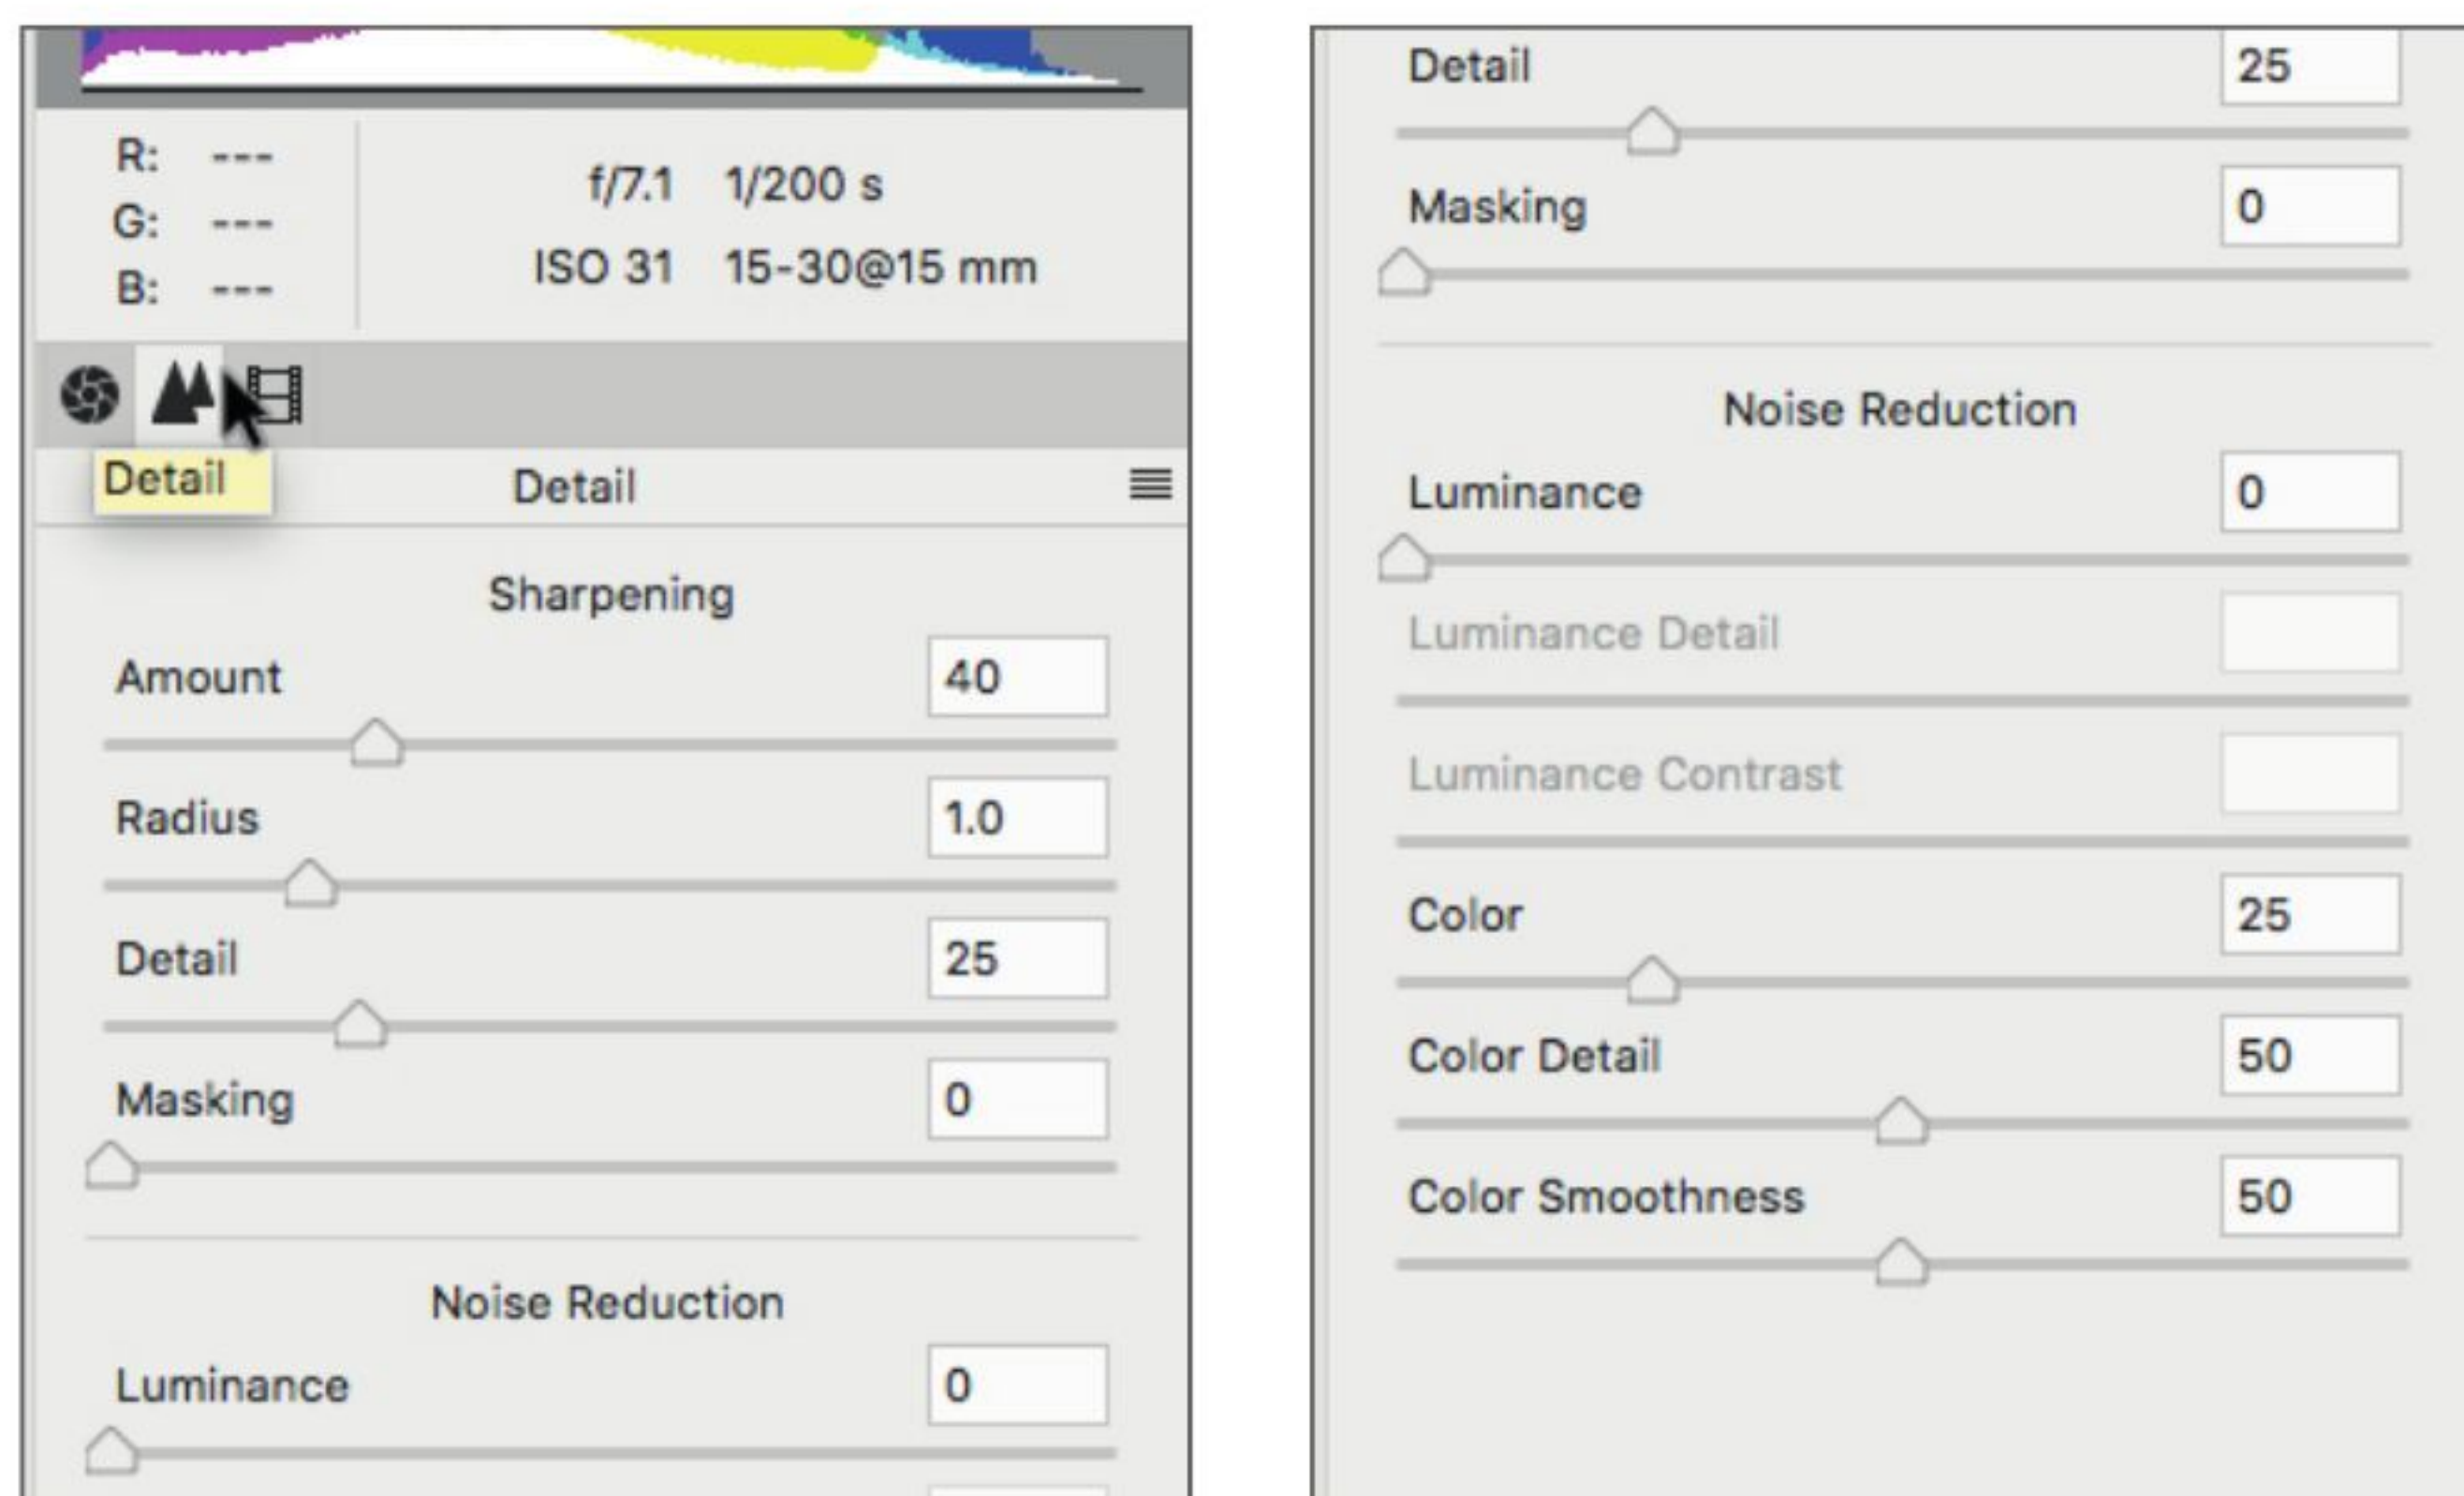 R: ---
G: ---
B: ---
f/7.1 1/200 s
ISO 31 15-30@15 mm
Detail
Detail
Sharpening
Amount 40
Radius 1.0
Detail 25
Masking 0
Noise Reduction
Luminance 0
Detail 25
Masking 0
Noise Reduction
Luminance 0
Luminance Detail
Luminance Contrast
Color 25
Color Detail 50
Color Smoothness 50